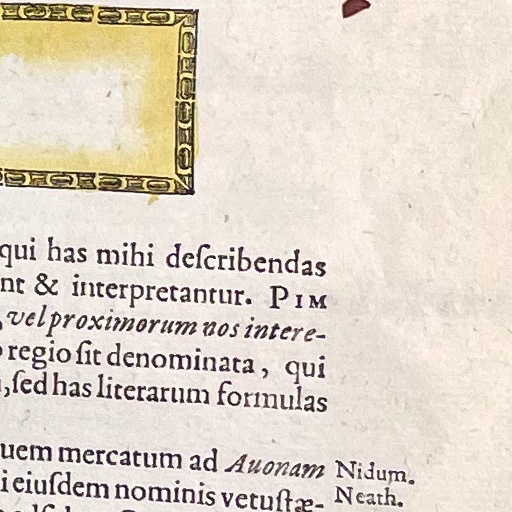 qui has mihi deſcribendas
nt & interpretantur. PIM
vel proximorum nos intere-
regio ſit denominata, qui
, ſed has literarum formulas
uem mercatum ad Auonam
Nidum.
i eiuſdem nominis vetuſtæ-
Neath.